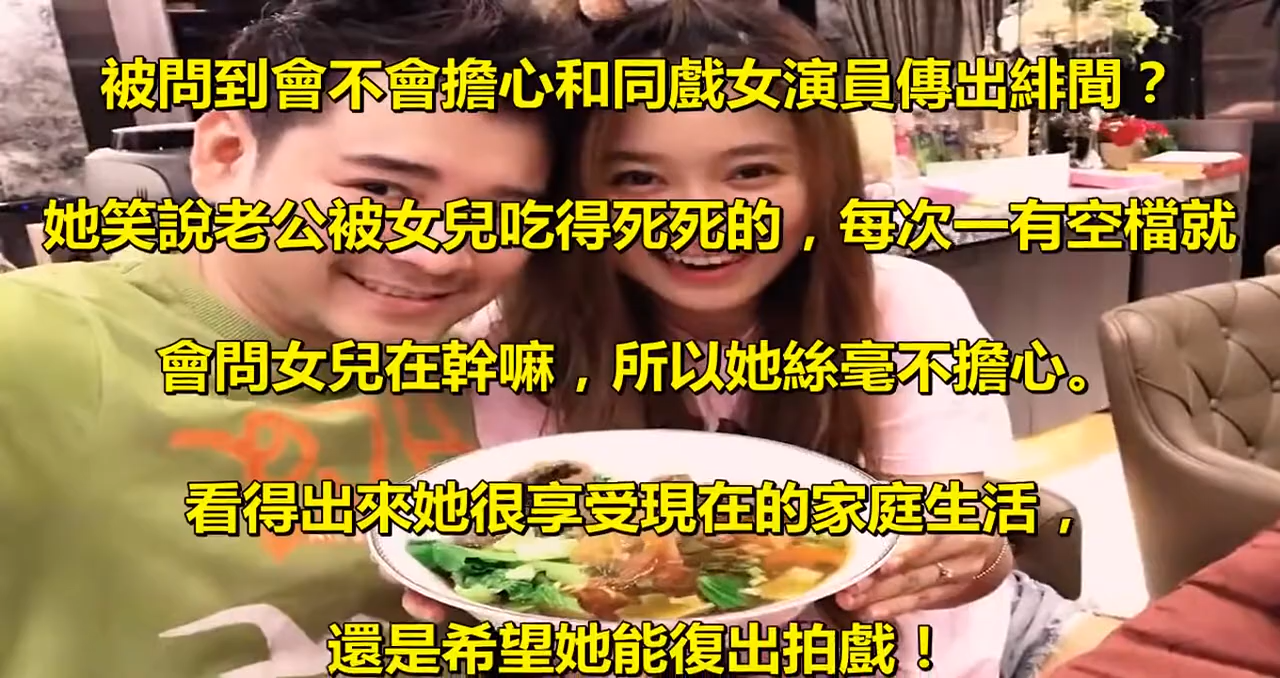 被問到會不會擔心和同戲女演員傳出緋聞？
她笑說老公被女兒吃得死死的，每次一有空檔就
會問女兒在幹嘛，所以她絲毫不擔心。
看得出來她很享受現在的家庭生活，
還是希望她能復出拍戲！